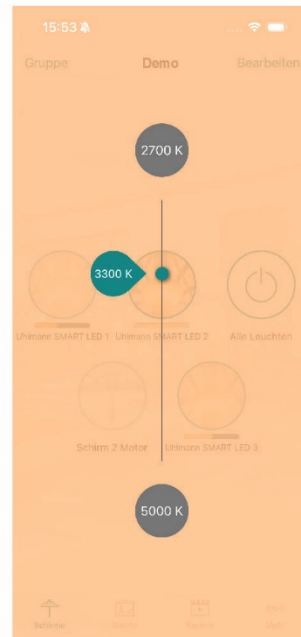 15:53
Gruppe Demo Bearbeiten
2700 K
3300 K
Uhlmann SMART LED 1 Uhlmann SMART LED 2 Alle Leuchten
Schirm 2 Motor Uhlmann SMART LED 3
5000 K
Schirme